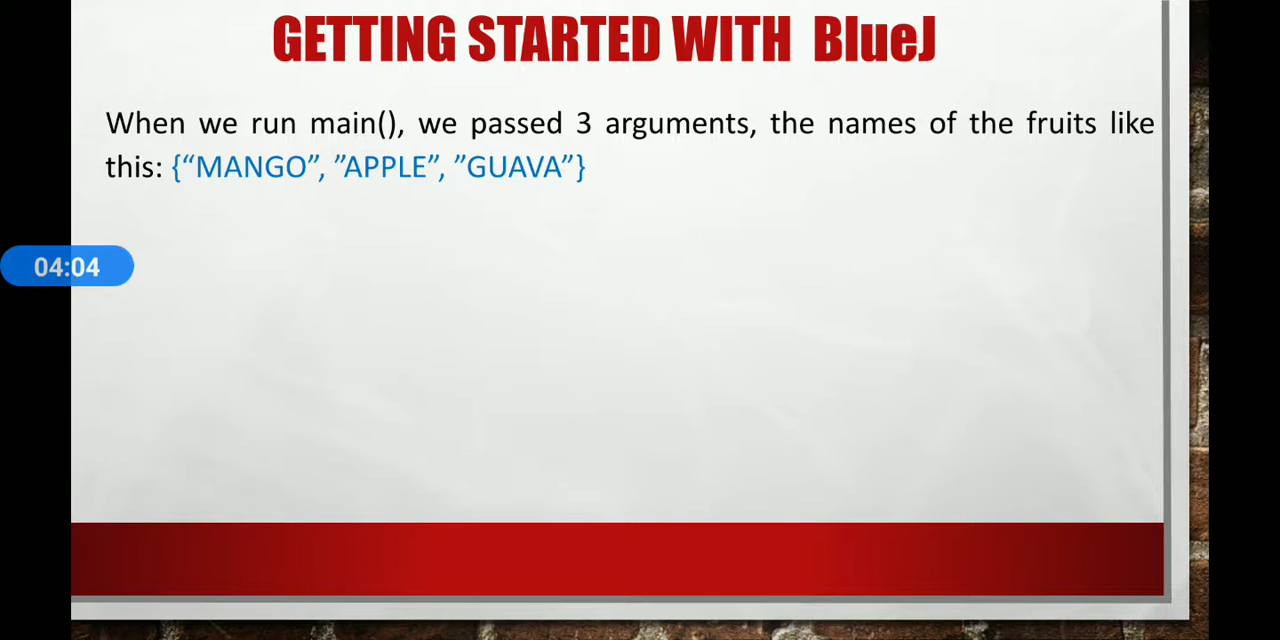 GETTING STARTED WITH BlueJ
When we run main(), we passed 3 arguments, the names of the fruits like
this: {“MANGO”, ”APPLE”, ”GUAVA”}
04:04